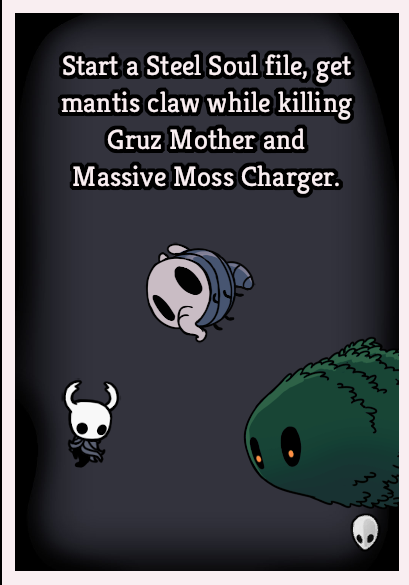 Start a Steel Soul file, get
mantis claw while killing
Gruz Mother and
Massive Moss Charger.